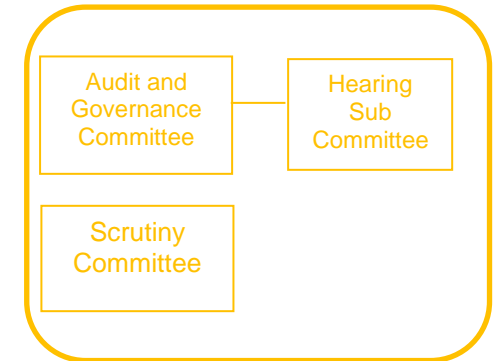 Audit and
Governance
Committee
Hearing
Sub
Committee
Scrutiny
Committee